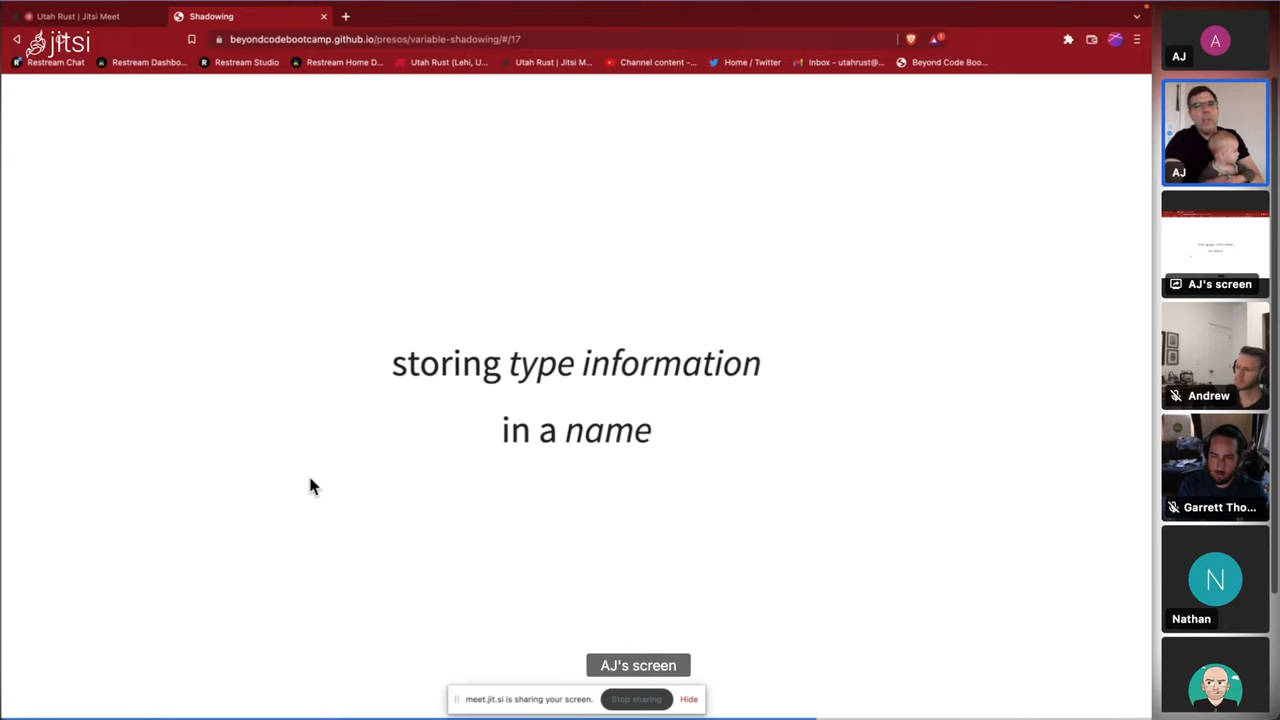 Utah Rust | Jitsi Meet
Shadowing
jitsi
beyondcodebootcamp.github.io/presos/variable-shadowing/#/17
Restream Chat
Restream Dashbo...
Restream Studio
Restream Home D...
Utah Rust (Lehi, U...
Utah Rust | Jitsi M...
Channel content -...
Home / Twitter
Inbox - utahrust@...
Beyond Code Boo...
storing type information
in a name
AJ's screen
meet.jit.si is sharing your screen.
Stop sharing
Hide
A
AJ
AJ
AJ's screen
Andrew
Garrett Tho...
N
Nathan